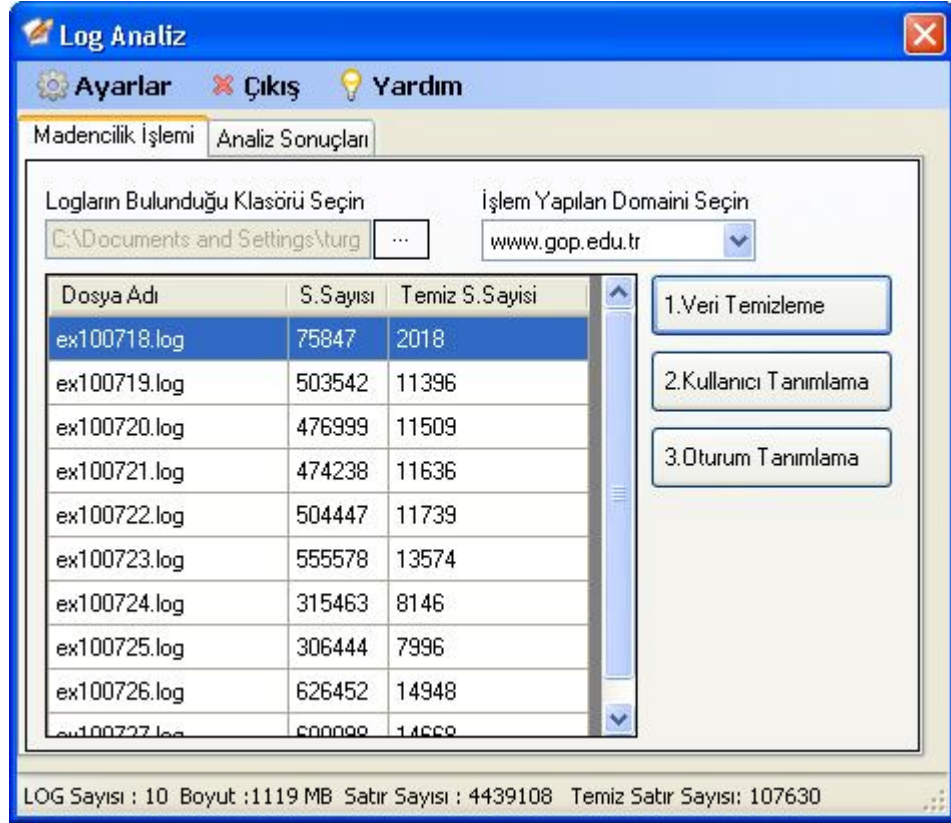 Log Analiz
Ayarlar Çıkış Yardım
Madencilik İşlemi Analiz Sonuçları
Logların Bulunduğu Klasörü Seçin İşlem Yapılan Domaini Seçin
C:\Documents and Settings\turg ... www.gop.edu.tr
Dosya Adı S.Sayısı Temiz S.Sayisi
ex100718.log 75847 2018
ex100719.log 503542 11396
ex100720.log 476999 11509
ex100721.log 474238 11636
ex100722.log 504447 11739
ex100723.log 555578 13574
ex100724.log 315463 8146
ex100725.log 306444 7996
ex100726.log 626452 14948
ex100727.log 600098 14668
1.Veri Temizleme
2.Kullanıcı Tanımlama
3.Oturum Tanımlama
LOG Sayısı : 10 Boyut :1119 MB Satır Sayısı : 4439108 Temiz Satır Sayısı: 107630